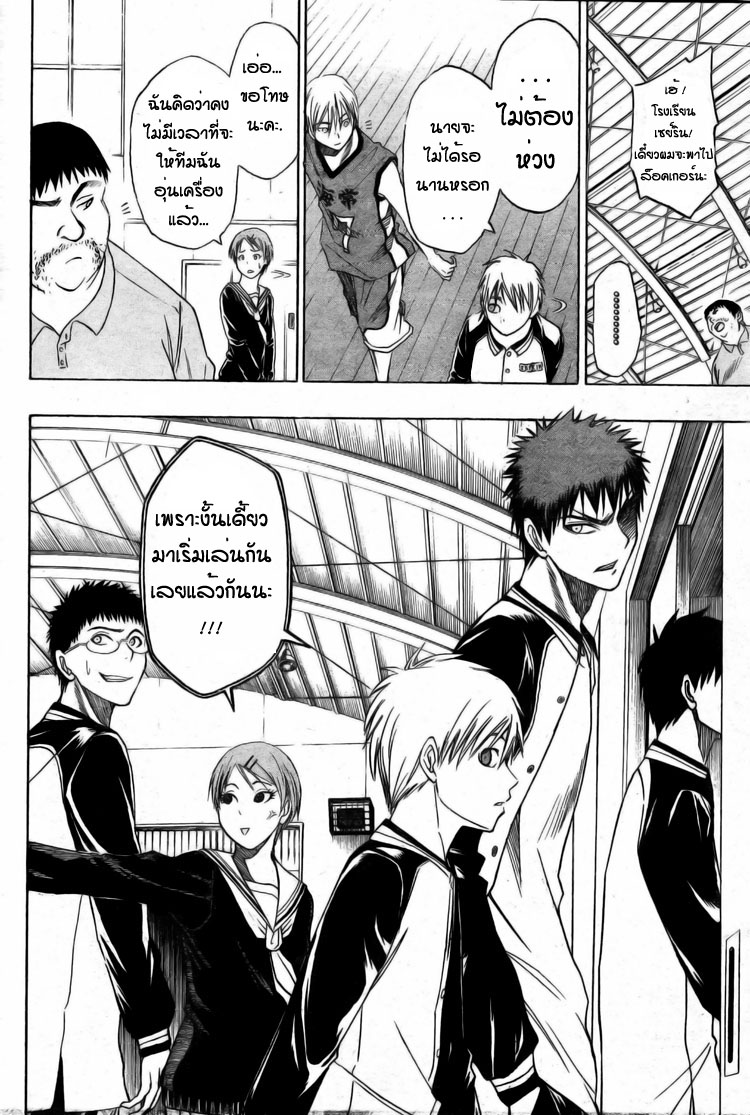 เฮ้!
โรงเรียน
เซย์ริน!
เดี๋ยวผมจะพาไป
ล็อคเกอร์นะ
.........
...
ไม่ต้อง
ห่วง
นายจะ
ไม่ได้รอ
นานหรอก
...
海常
7
เอ่อ...
ขอโทษ
นะคะ.
ฉันคิดว่าคง
ไม่มีเวลาที่จะ
ให้ทีมฉัน
อุ่นเครื่อง
แล้ว...
เพราะงั้นเดี๋ยว
มาเริ่มเล่นกัน
เลยแล้วกันนะ
!!!